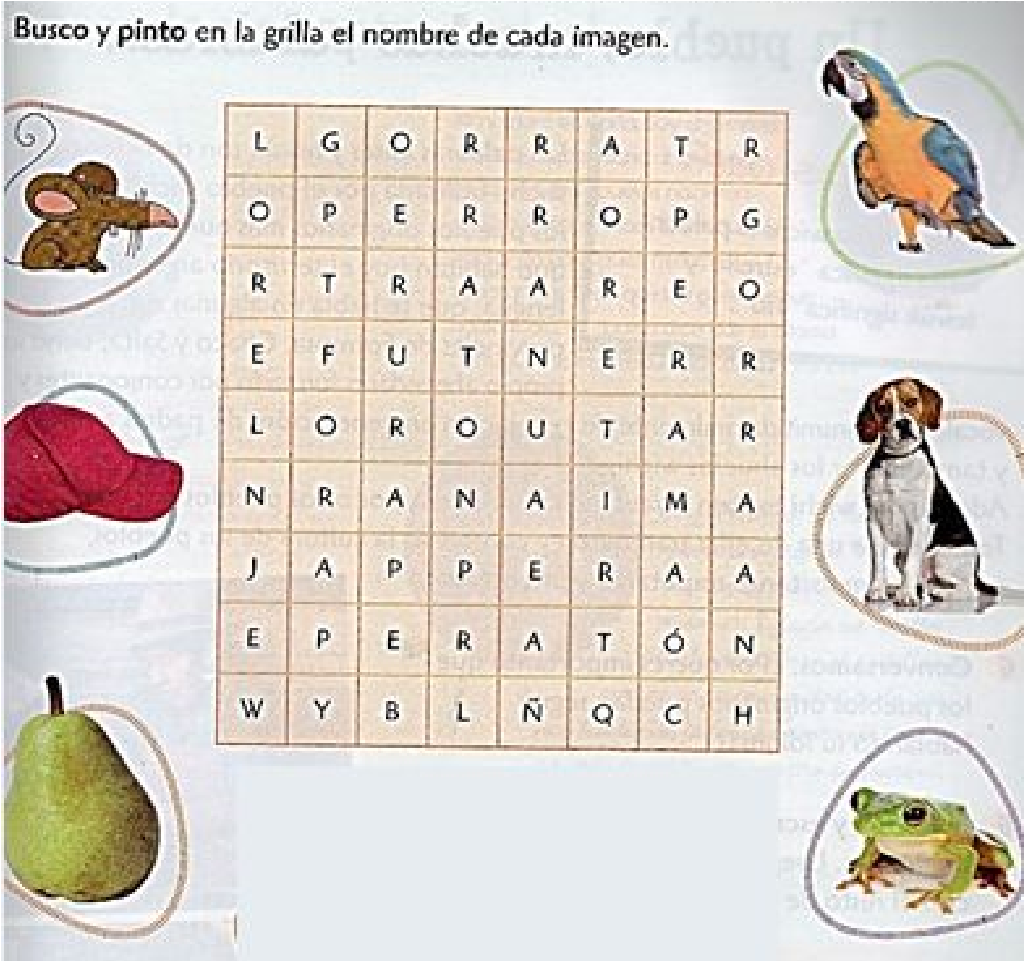 Busco y pinto en la grilla el nombre de cada imagen.
L G O R R A T R
O P E R R O P G
R T R A A R E O
E F U T N E R R
L O R O U T A R
N R A N A I M A
J A P P E R A A
E P E R A T Ó N
W Y B L Ñ Q C H